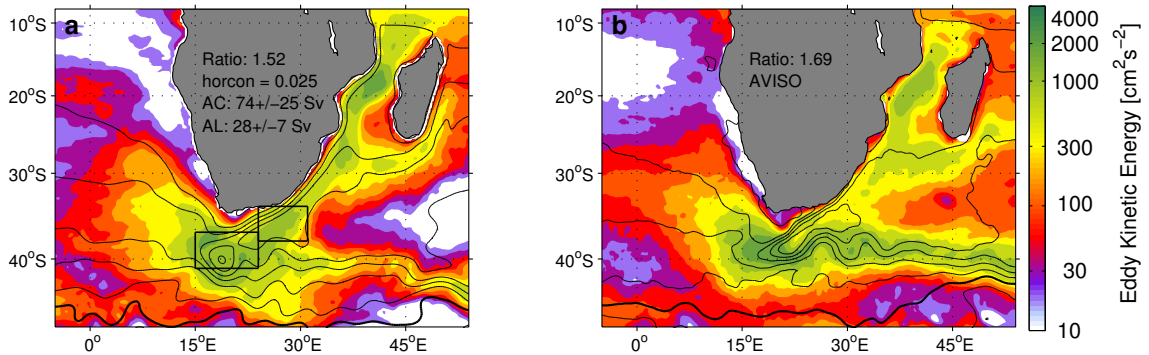 a
Ratio: 1.52
horcon = 0.025
AC: 74+/−25 Sv
AL: 28+/−7 Sv
10°S
20°S
30°S
40°S
0°
15°E
30°E
45°E
b
Ratio: 1.69
AVISO
10°S
20°S
30°S
40°S
0°
15°E
30°E
45°E
4000
2000
1000
300
100
30
10
Eddy Kinetic Energy [cm²s⁻²]